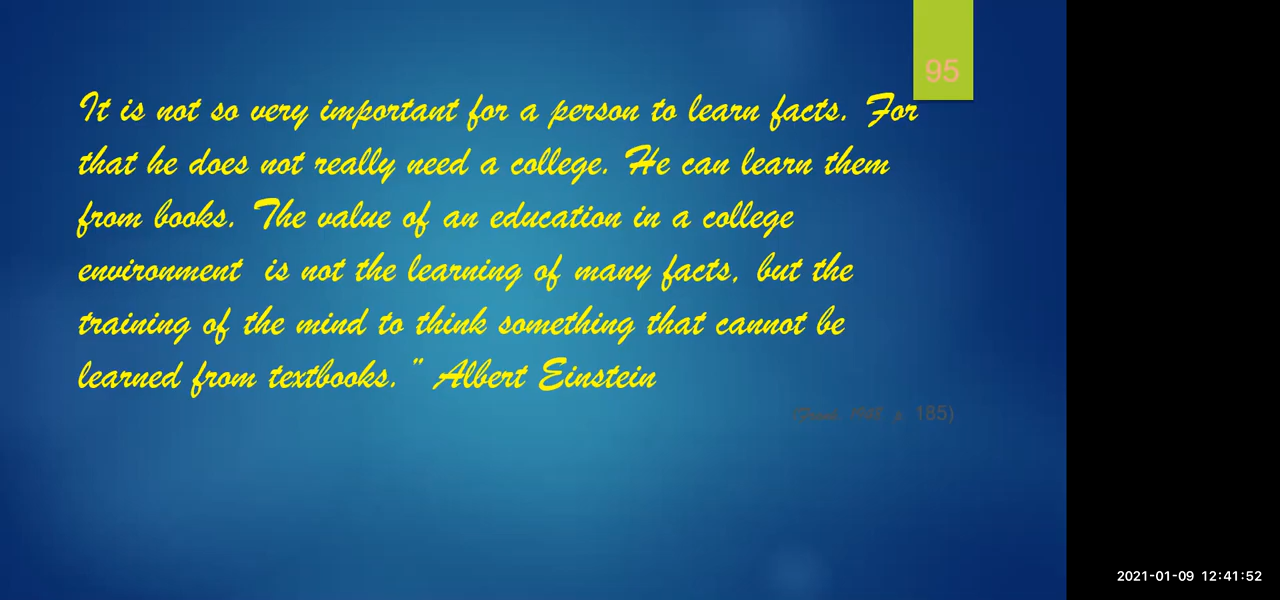 95
It is not so very important for a person to learn facts. For
that he does not really need a college. He can learn them
from books. The value of an education in a college
environment is not the learning of many facts, but the
training of the mind to think something that cannot be
learned from textbooks. " Albert Einstein
185)
2021-01-09 12:41:52